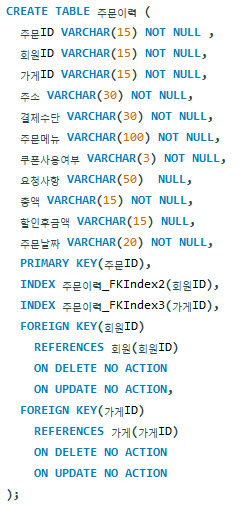 CREATE TABLE 주문이력 (
주문ID VARCHAR(15) NOT NULL ,
회원ID VARCHAR(15) NOT NULL,
가게ID VARCHAR(15) NOT NULL,
주소 VARCHAR(30) NOT NULL,
결제수단 VARCHAR(30) NOT NULL,
주문메뉴 VARCHAR(100) NOT NULL,
쿠폰사용여부 VARCHAR(3) NOT NULL,
요청사항 VARCHAR(50)  NULL,
총액 VARCHAR(15) NOT NULL,
할인후금액 VARCHAR(15) NULL,
주문날짜 VARCHAR(20) NOT NULL,
PRIMARY KEY(주문ID),
INDEX 주문이력_FKIndex2(회원ID),
INDEX 주문이력_FKIndex3(가게ID),
FOREIGN KEY(회원ID)
REFERENCES 회원(회원ID)
ON DELETE NO ACTION
ON UPDATE NO ACTION,
FOREIGN KEY(가게ID)
REFERENCES 가게(가게ID)
ON DELETE NO ACTION
ON UPDATE NO ACTION
);